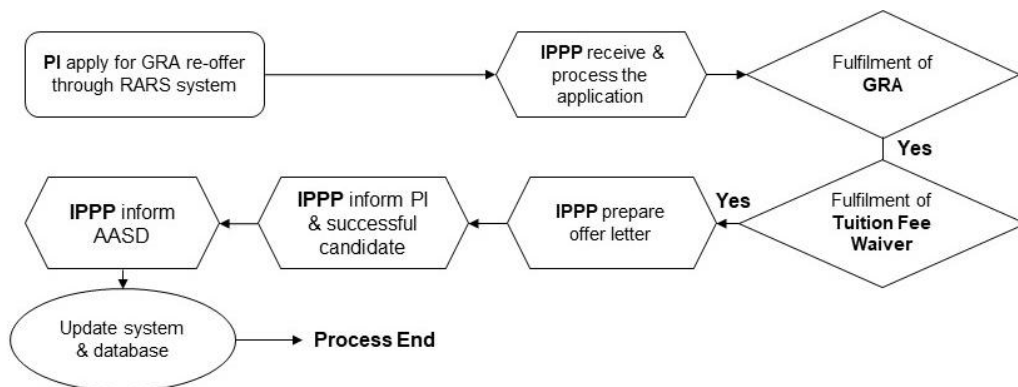 PI apply for GRA re-offer
through RARS system
IPPP receive &
process the
application
Fulfilment of
GRA
Yes
Fulfilment of
Tuition Fee
Waiver
Yes
IPPP prepare
offer letter
IPPP inform PI
& successful
candidate
IPPP inform
AASD
Update system
& database
Process End